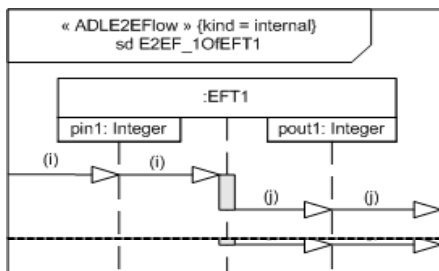 « ADLE2EFlow » {kind = internal}
sd E2EF_1OfEFT1
:EFT1
pin1: Integer
pout1: Integer
(i)
(i)
(j)
(j)